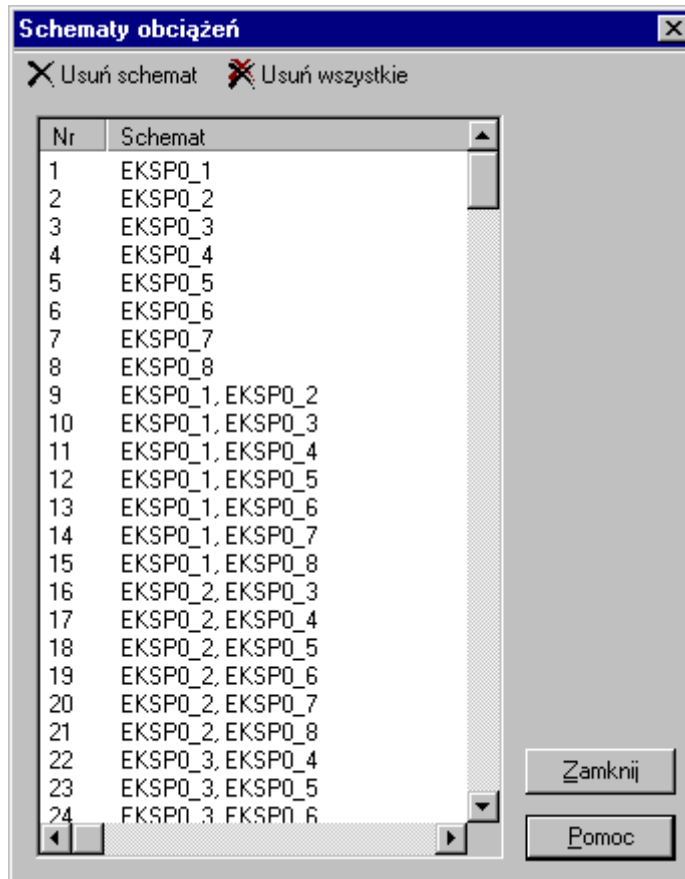 Schematy obciążeń
Usuń schemat Usuń wszystkie
Nr Schemat
1 EKSP0_1
2 EKSP0_2
3 EKSP0_3
4 EKSP0_4
5 EKSP0_5
6 EKSP0_6
7 EKSP0_7
8 EKSP0_8
9 EKSP0_1, EKSP0_2
10 EKSP0_1, EKSP0_3
11 EKSP0_1, EKSP0_4
12 EKSP0_1, EKSP0_5
13 EKSP0_1, EKSP0_6
14 EKSP0_1, EKSP0_7
15 EKSP0_1, EKSP0_8
16 EKSP0_2, EKSP0_3
17 EKSP0_2, EKSP0_4
18 EKSP0_2, EKSP0_5
19 EKSP0_2, EKSP0_6
20 EKSP0_2, EKSP0_7
21 EKSP0_2, EKSP0_8
22 EKSP0_3, EKSP0_4
23 EKSP0_3, EKSP0_5
24 EKSP0_3, EKSP0_6
Zamknij
Pomoc